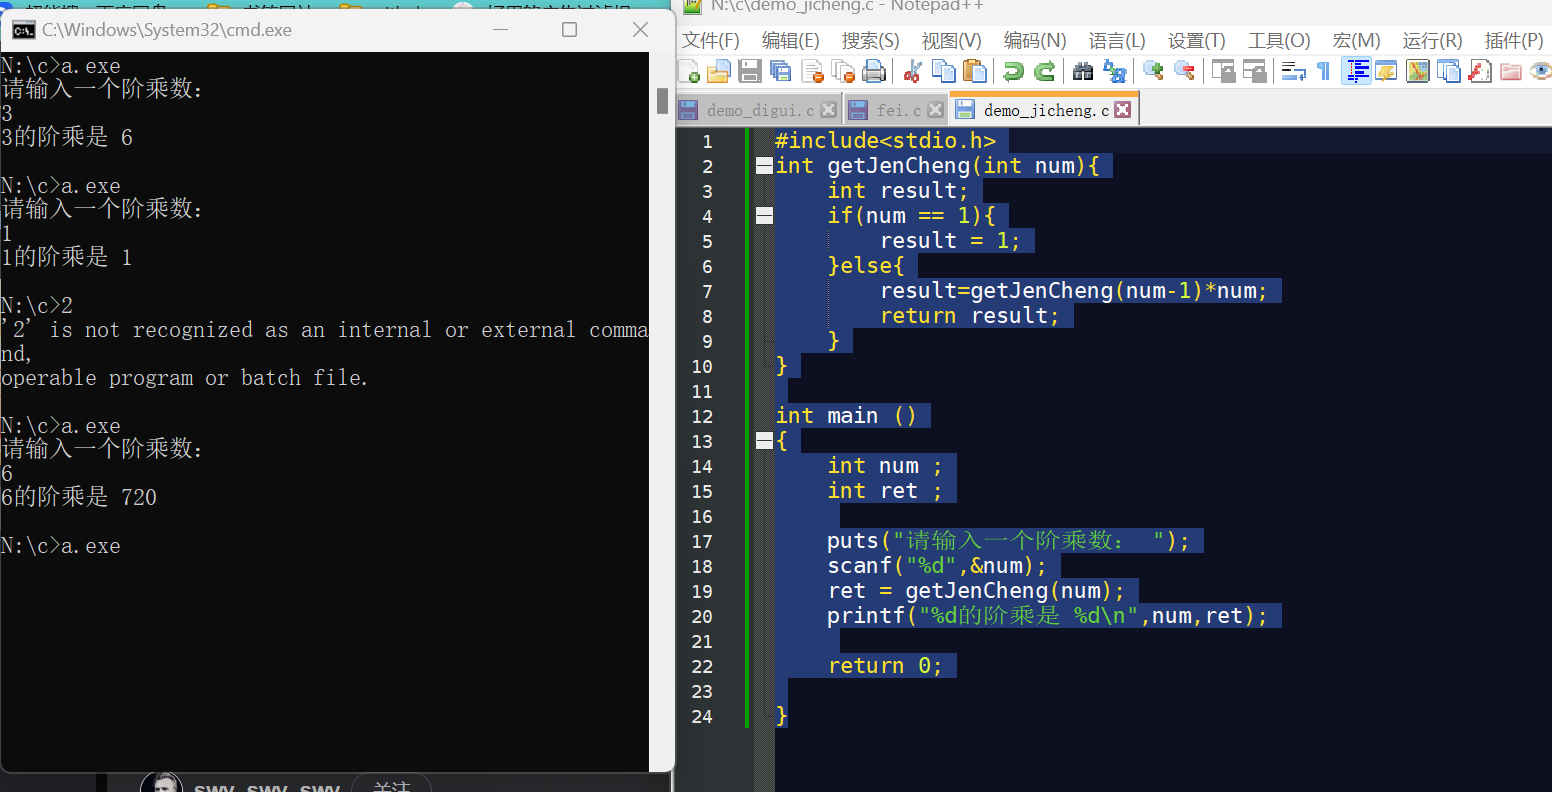 C:\Windows\System32\cmd.exe
N:\c>a.exe
请输入一个阶乘数：
3
3的阶乘是 6
N:\c>a.exe
请输入一个阶乘数：
1
1的阶乘是 1
N:\c>2
'2' is not recognized as an internal or external comma
nd,
operable program or batch file.
N:\c>a.exe
请输入一个阶乘数：
6
6的阶乘是 720
N:\c>a.exe
关注
N:\c\demo_jicheng.c - Notepad++
文件(F) 编辑(E) 搜索(S) 视图(V) 编码(N) 语言(L) 设置(T) 工具(O) 宏(M) 运行(R) 插件(P)
demo_digui.c fei.c demo_jicheng.c
1 #include<stdio.h>
2 int getJenCheng(int num){
3 int result;
4 if(num == 1){
5 result = 1;
6 }else{
7 result=getJenCheng(num-1)*num;
8 return result;
9 }
10 }
11
12 int main ()
13 {
14 int num ;
15 int ret ;
16
17 puts("请输入一个阶乘数： ");
18 scanf("%d",&num);
19 ret = getJenCheng(num);
20 printf("%d的阶乘是 %d\n",num,ret);
21
22 return 0;
23
24 }